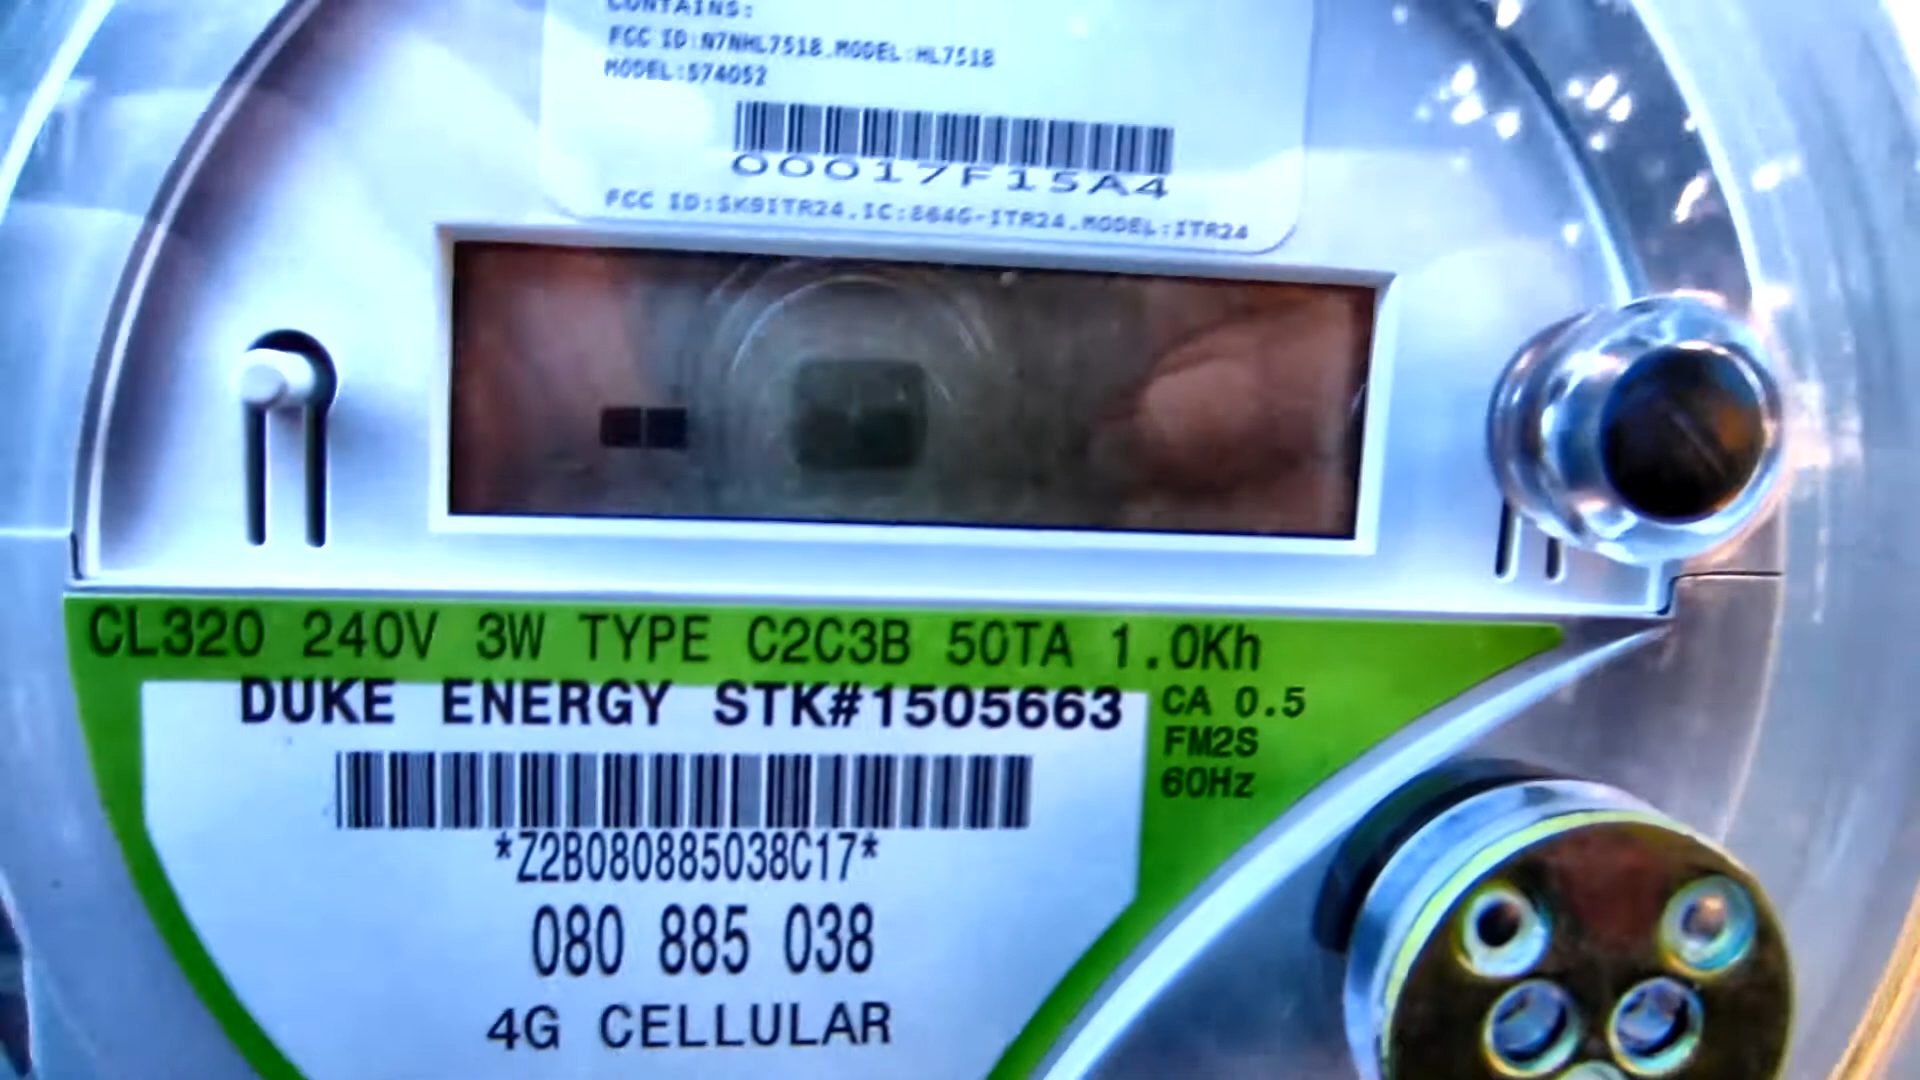 CONTAINS:
FCC ID:N7NHL7518.MODEL:HL7518
MODEL:574052
00017F15A4
FCC ID:SK9ITR24.IC:864G-ITR24.MODEL:ITR24
CL320 240V 3W TYPE C2C3B 50TA 1.0Kh
DUKE ENERGY STK#1505663
CA 0.5
FM2S
60Hz
*Z2B080885038C17*
080 885 038
4G CELLULAR